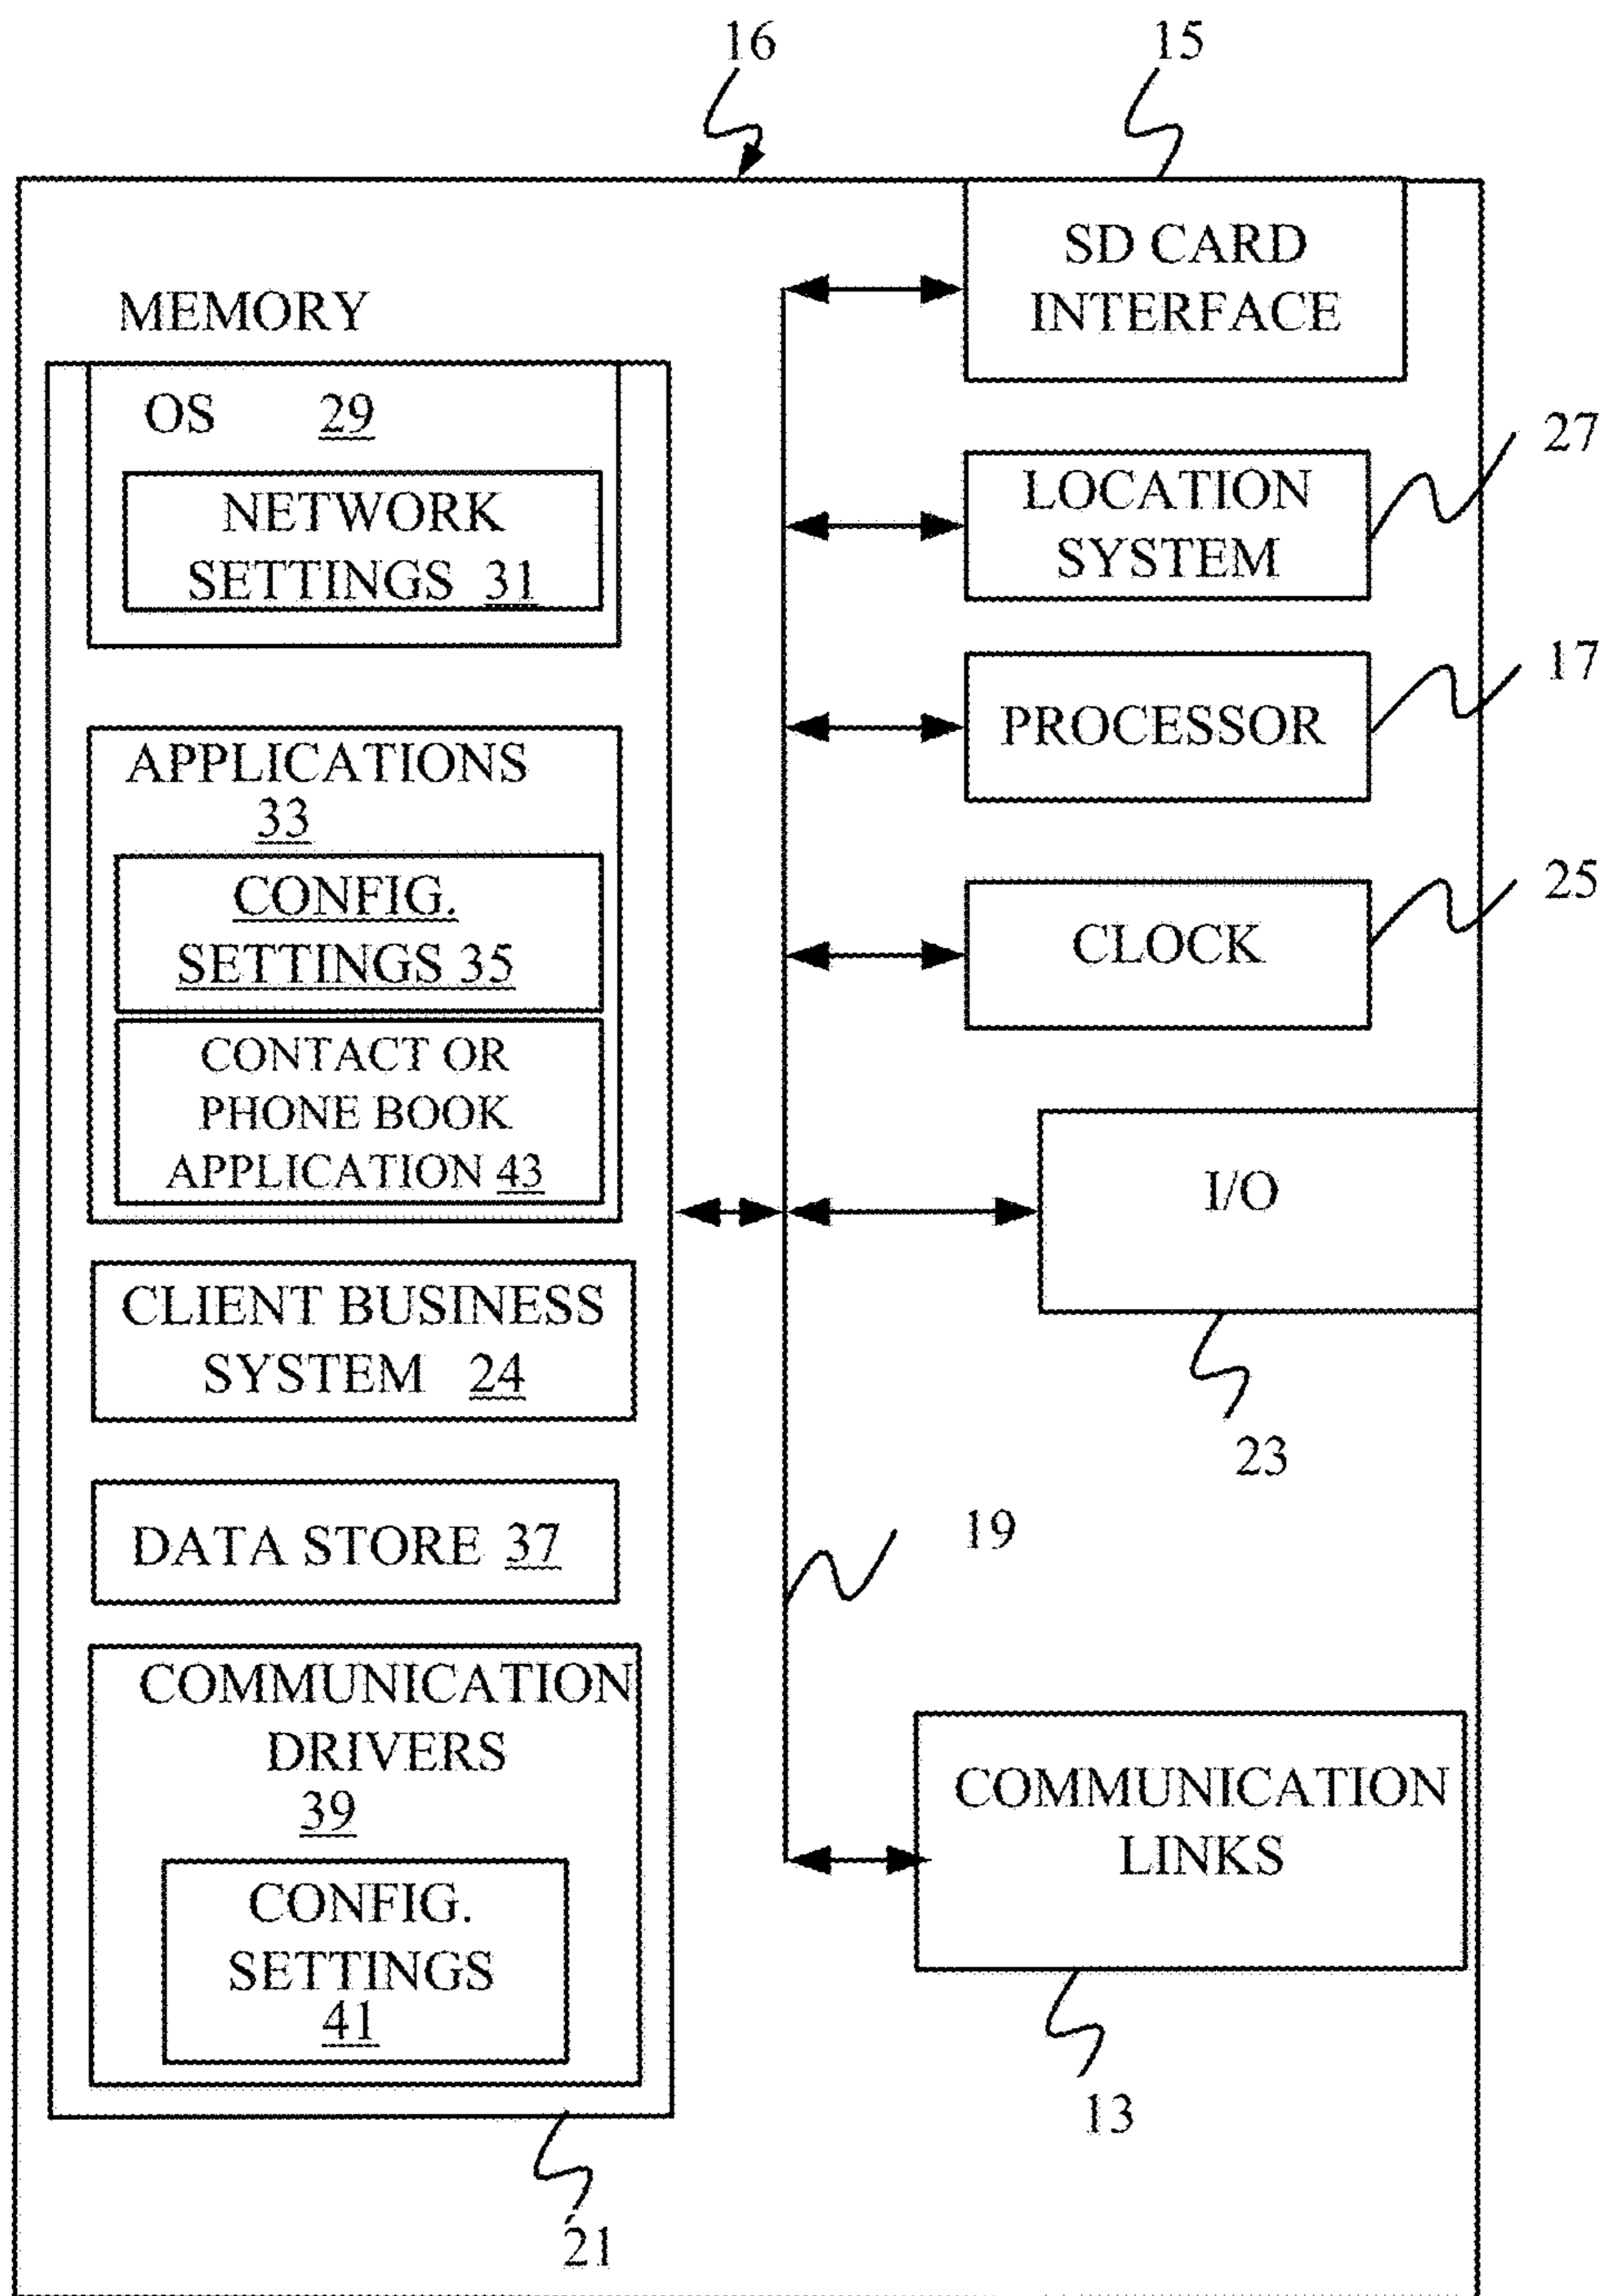 16
15
SD CARD
INTERFACE
MEMORY
OS 29
NETWORK
SETTINGS 31
LOCATION
SYSTEM
27
PROCESSOR
17
APPLICATIONS
33
CONFIG.
SETTINGS 35
CONTACT OR
PHONE BOOK
APPLICATION 43
CLOCK
25
I/O
23
CLIENT BUSINESS
SYSTEM 24
DATA STORE 37
19
COMMUNICATION
DRIVERS
39
CONFIG.
SETTINGS
41
COMMUNICATION
LINKS
13
21